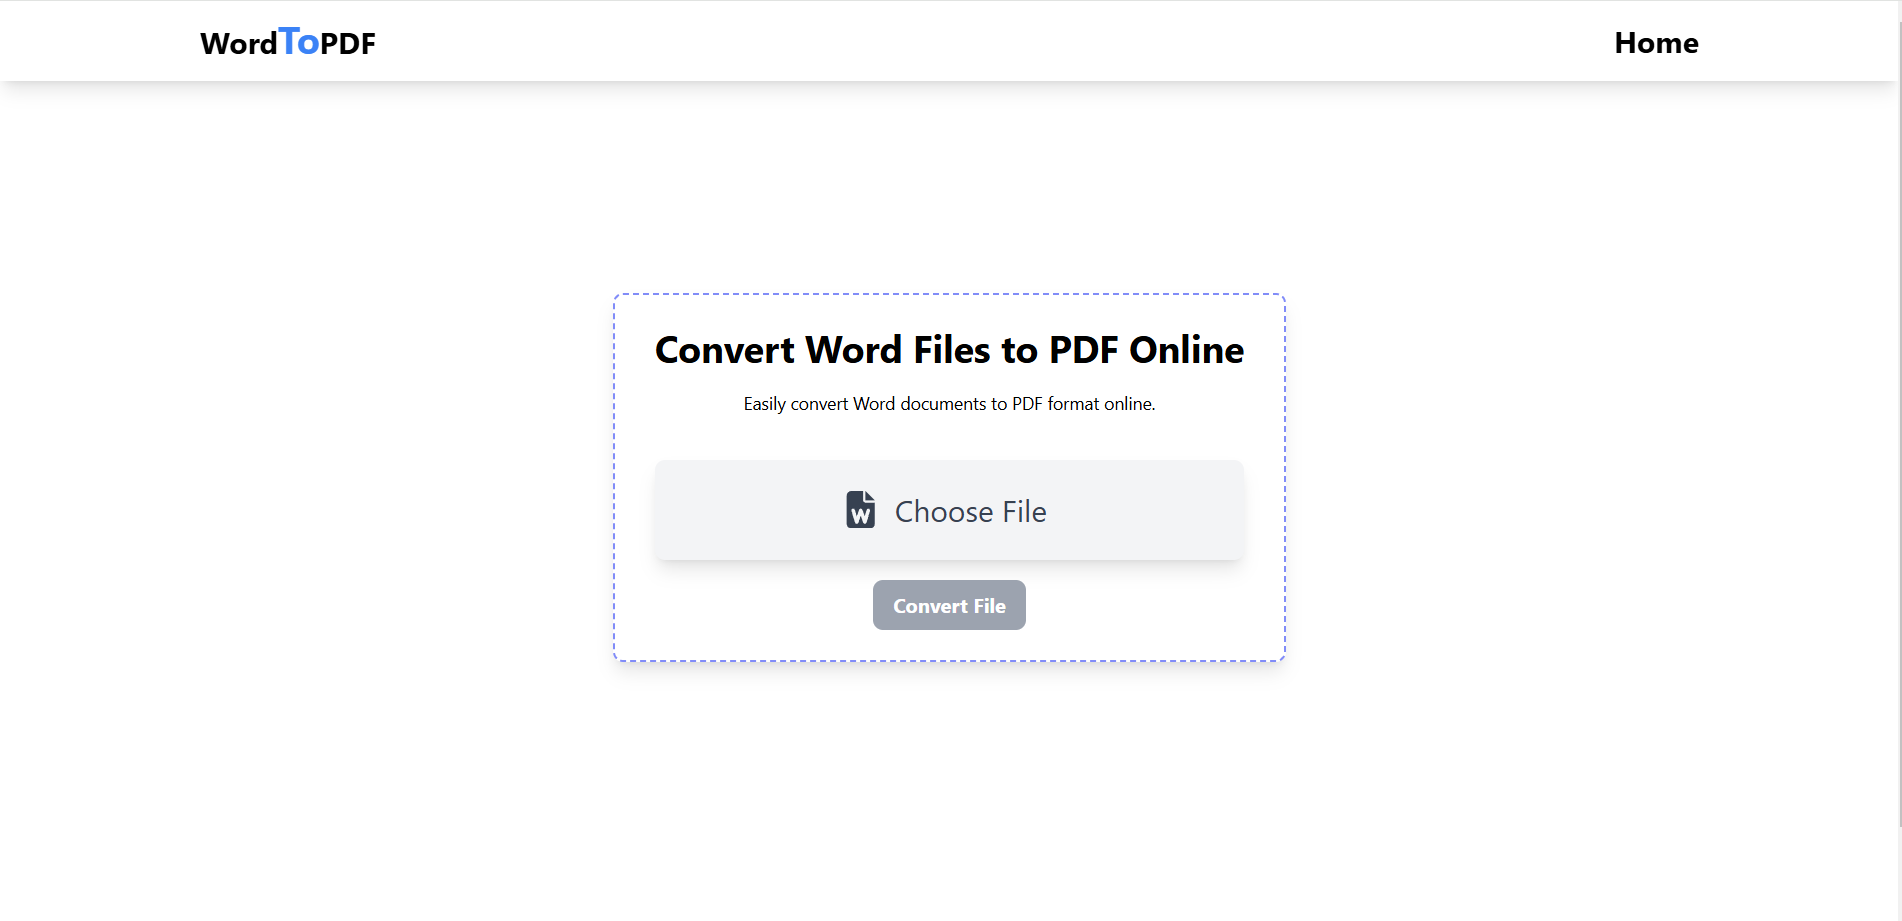 WordToPDF
Home
Convert Word Files to PDF Online
Easily convert Word documents to PDF format online.
W Choose File
Convert File